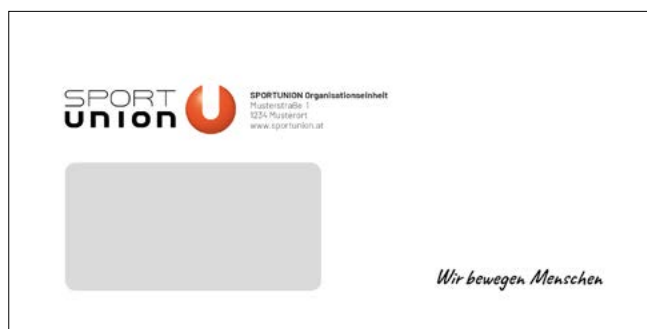 SPORT
union
SPORTUNION Organisationseinheit
Musterstraße 1
1234 Musterort
www.sportunion.at
Wir bewegen Menschen